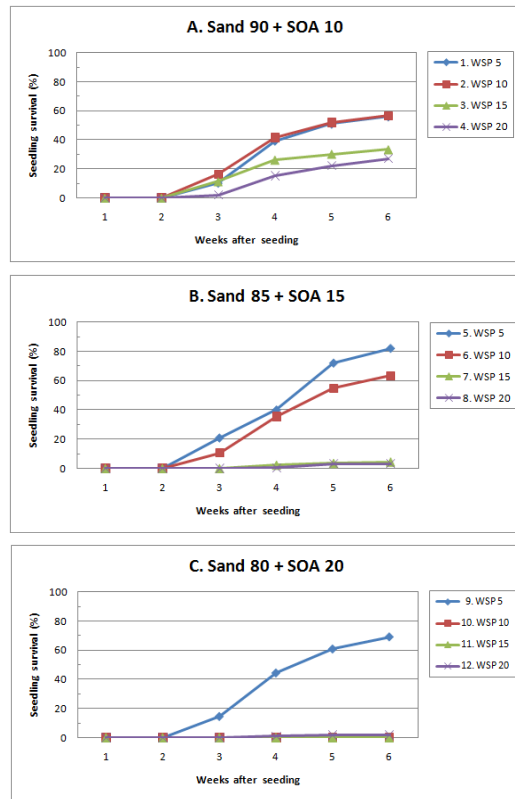 A. Sand 90 + SOA 10
100
80
60
40
20
0
Seedling survival (%)
1 2 3 4 5 6
Weeks after seeding
1. WSP 5
2. WSP 10
3. WSP 15
4. WSP 20
B. Sand 85 + SOA 15
100
80
60
40
20
0
Seedling survival (%)
1 2 3 4 5 6
Weeks after seeding
5. WSP 5
6. WSP 10
7. WSP 15
8. WSP 20
C. Sand 80 + SOA 20
100
80
60
40
20
0
Seedling survival (%)
1 2 3 4 5 6
Weeks after seeding
9. WSP 5
10. WSP 10
11. WSP 15
12. WSP 20